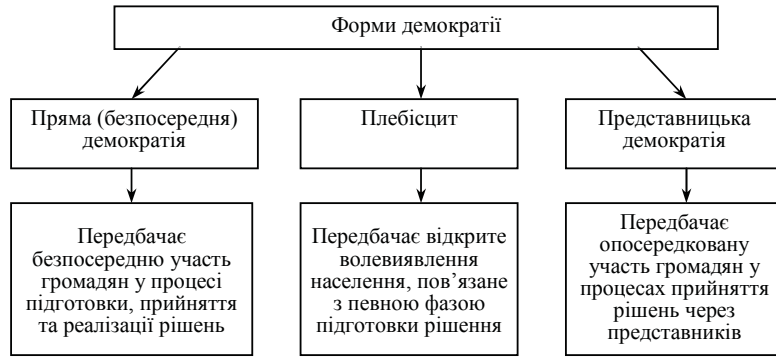 Форми демократії
Пряма (безпосередня)
демократія
Плебісцит
Представницька
демократія
Передбачає
безпосередню участь
громадян у процесі
підготовки, прийняття
та реалізації рішень
Передбачає відкрите
волевиявлення
населення, пов’язане
з певною фазою
підготовки рішення
Передбачає
опосередковану
участь громадян у
процесах прийняття
рішень через
представників